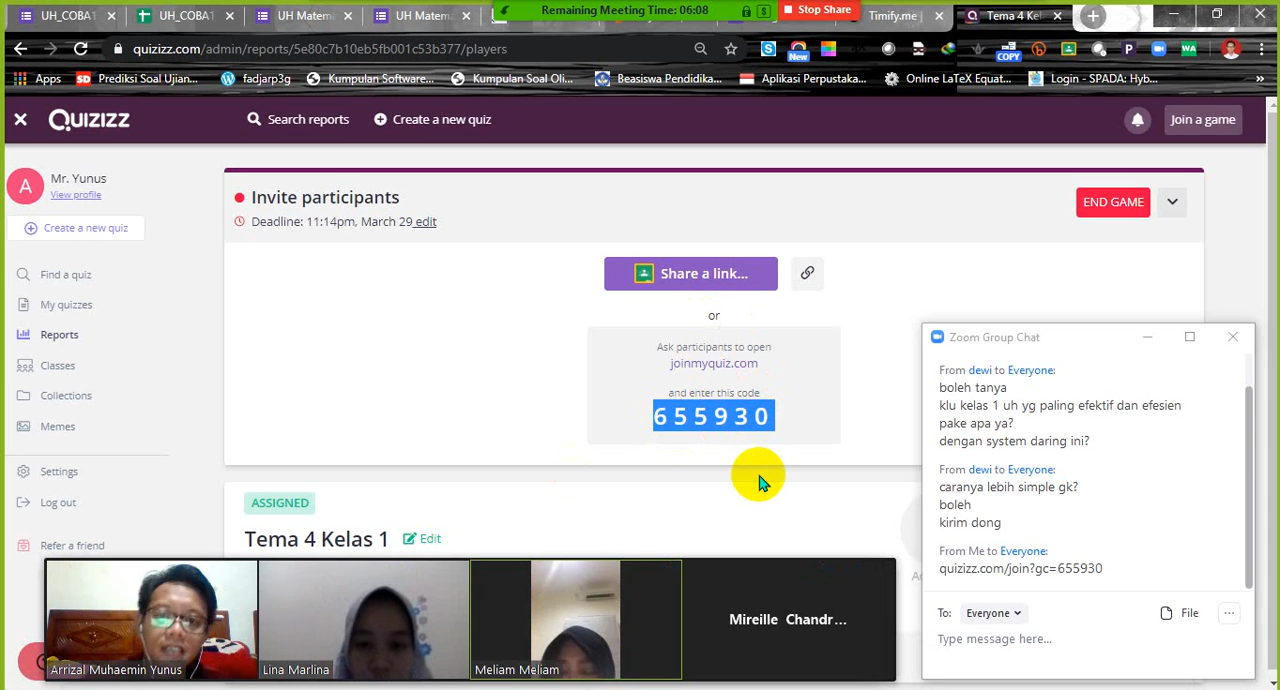 UH_COBA
UH_COBA1
UH Matema
UH Matem
Remaining Meeting Time: 06:08
Stop Share
Timify.me
Tema 4 Kel
quizizz.com/admin/reports/5e80c7b10eb5fb001c53b377/players
New
COPY
P
WA
Apps
Prediksi Soal Ujian...
fadjarp3g
Kumpulan Software...
Kumpulan Soal Oli...
Beasiswa Pendidika...
Aplikasi Perpustaka...
Online LaTeX Equat...
Login - SPADA: Hyb...
Quizizz
Search reports
Create a new quiz
Join a game
A
Mr. Yunus
View profile
Create a new quiz
Find a quiz
My quizzes
Reports
Classes
Collections
Memes
Settings
Log out
Refer a friend
Invite participants
Deadline: 11:14pm, March 29 edit
END GAME
Share a link...
or
Ask participants to open
joinmyquiz.com
and enter this code
655930
ASSIGNED
Tema 4 Kelas 1
Edit
Arrizal Muhaemin Yunus
Lina Marlina
Meliam Meliam
Mireille Chandr...
Zoom Group Chat
From dewi to Everyone:
boleh tanya
klu kelas 1 uh yg paling efektif dan efesien
pake apa ya?
dengan system daring ini?
From dewi to Everyone:
caranya lebih simple gk?
boleh
kirim dong
From Me to Everyone:
quizizz.com/join?gc=655930
To: Everyone
File
Type message here...